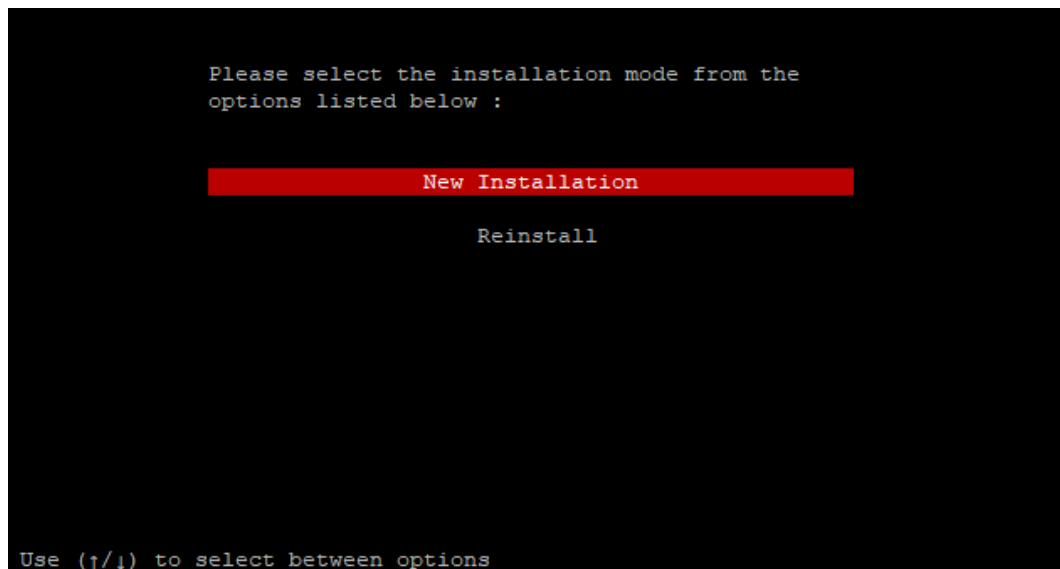 Please select the installation mode from the
options listed below :
New Installation
Reinstall
Use (↑/↓) to select between options